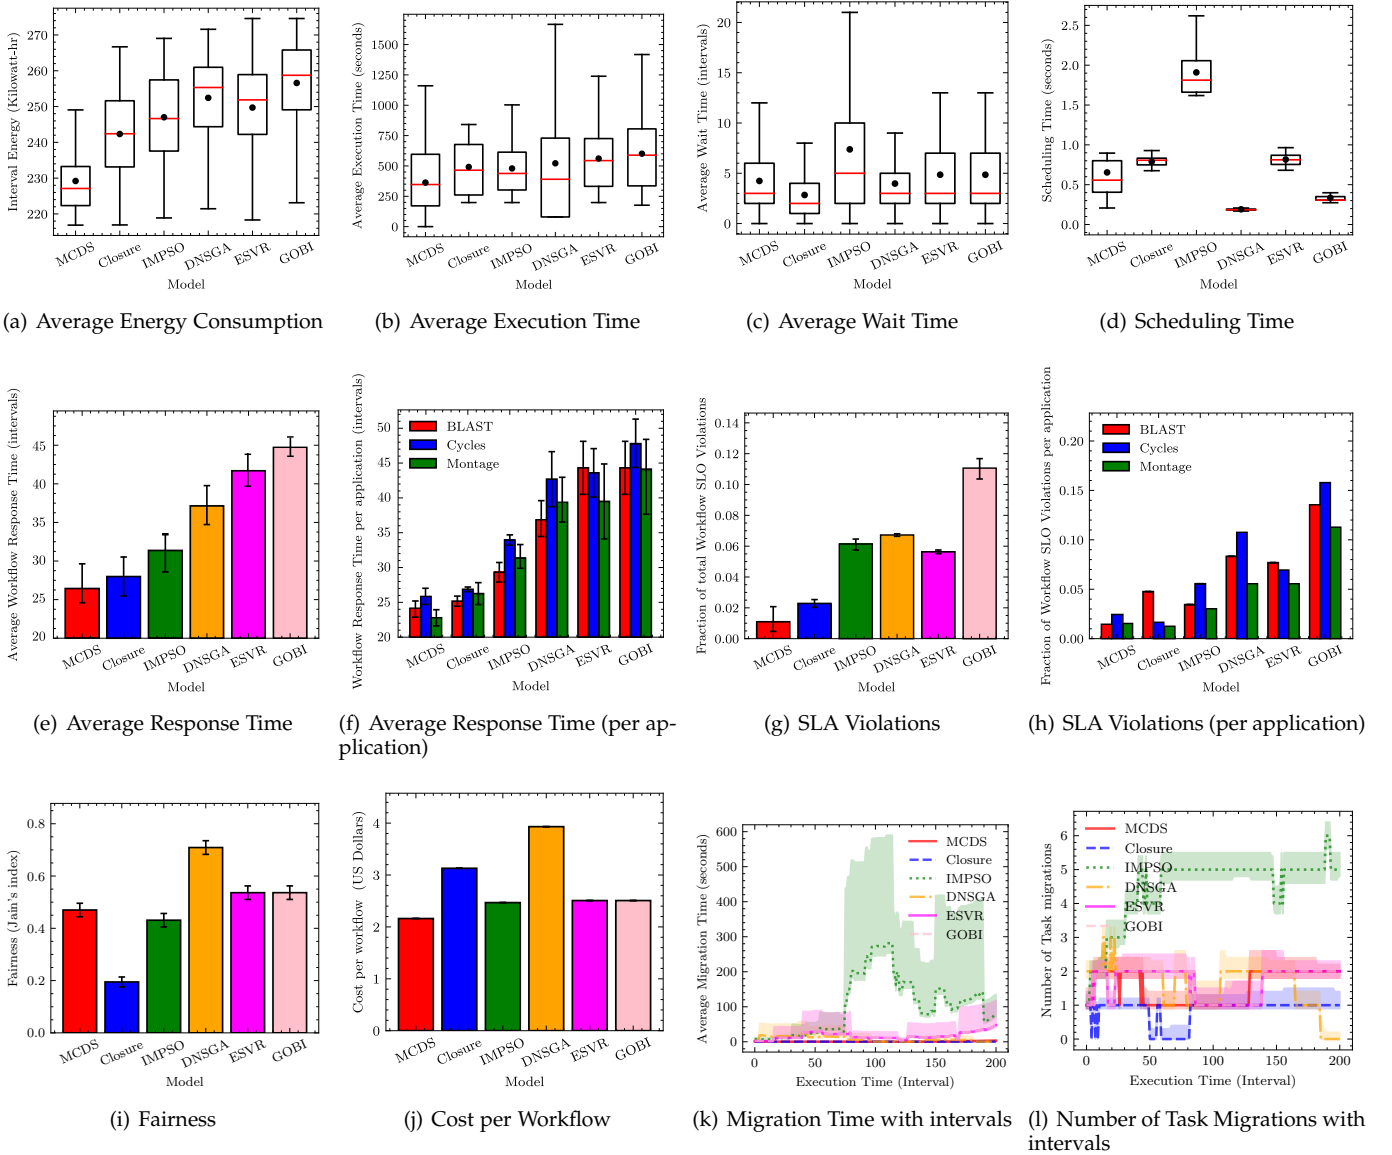 Interval Energy (Kilowatt-hr)
270
260
250
240
230
220
MCDS Closure IMPSO DNSGA ESVR GOBI
Model
(a) Average Energy Consumption
Average Execution Time (seconds)
1500
1250
1000
750
500
250
0
MCDS Closure IMPSO DNSGA ESVR GOBI
Model
(b) Average Execution Time
Average Wait Time (intervals)
20
15
10
5
0
MCDS Closure IMPSO DNSGA ESVR GOBI
Model
(c) Average Wait Time
Scheduling Time (seconds)
2.5
2.0
1.5
1.0
0.5
0.0
MCDS Closure IMPSO DNSGA ESVR GOBI
Model
(d) Scheduling Time
Average Workflow Response Time (intervals)
45
40
35
30
25
20
MCDS Closure IMPSO DNSGA ESVR GOBI
Model
(e) Average Response Time
Workflow Response Time per application (intervals)
50
45
40
35
30
25
20
BLAST
Cycles
Montage
MCDS Closure IMPSO DNSGA ESVR GOBI
Model
(f) Average Response Time (per ap-
plication)
Fraction of total Workflow SLO Violations
0.14
0.12
0.10
0.08
0.06
0.04
0.02
0.00
MCDS Closure IMPSO DNSGA ESVR GOBI
Model
(g) SLA Violations
Fraction of Workflow SLO Violations per application
0.20
0.15
0.10
0.05
0.00
BLAST
Cycles
Montage
MCDS Closure IMPSO DNSGA ESVR GOBI
Model
(h) SLA Violations (per application)
Fairness (Jain's index)
0.8
0.6
0.4
0.2
0.0
MCDS Closure IMPSO DNSGA ESVR GOBI
Model
(i) Fairness
Cost per workflow (US Dollars)
4
3
2
1
0
MCDS Closure IMPSO DNSGA ESVR GOBI
Model
(j) Cost per Workflow
Average Migration Time (seconds)
600
500
400
300
200
100
0
MCDS
Closure
IMPSO
DNSGA
ESVR
GOBI
0 50 100 150 200
Execution Time (Interval)
(k) Migration Time with intervals
Number of Task migrations
6
5
4
3
2
1
0
MCDS
Closure
IMPSO
DNSGA
ESVR
GOBI
0 50 100 150 200
Execution Time (Interval)
(l) Number of Task Migrations with
intervals